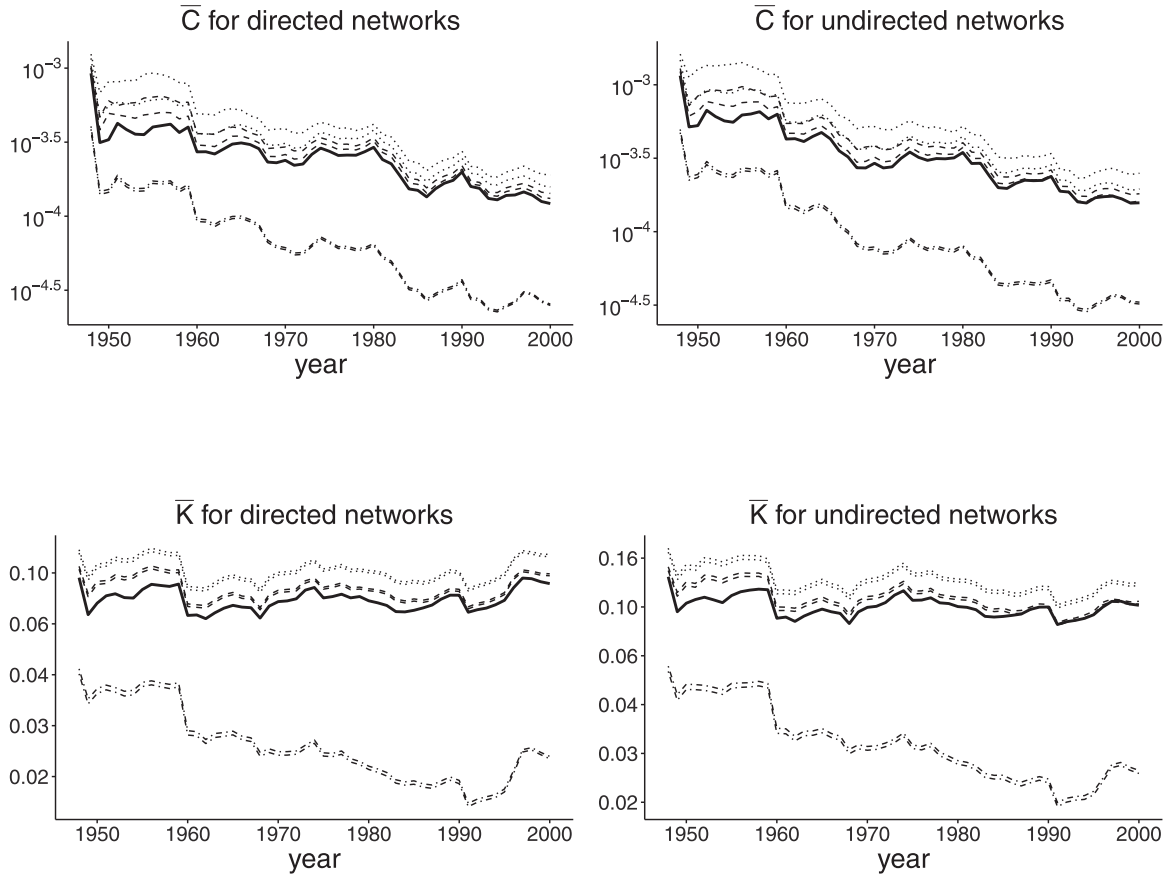 C̅ for directed networks
10⁻³
10⁻³·⁵
10⁻⁴
10⁻⁴·⁵
1950 1960 1970 1980 1990 2000
year
C̅ for undirected networks
10⁻³
10⁻³·⁵
10⁻⁴
10⁻⁴·⁵
1950 1960 1970 1980 1990 2000
year
K̅ for directed networks
0.10
0.06
0.04
0.03
0.02
1950 1960 1970 1980 1990 2000
year
K̅ for undirected networks
0.16
0.10
0.06
0.04
0.03
0.02
1950 1960 1970 1980 1990 2000
year